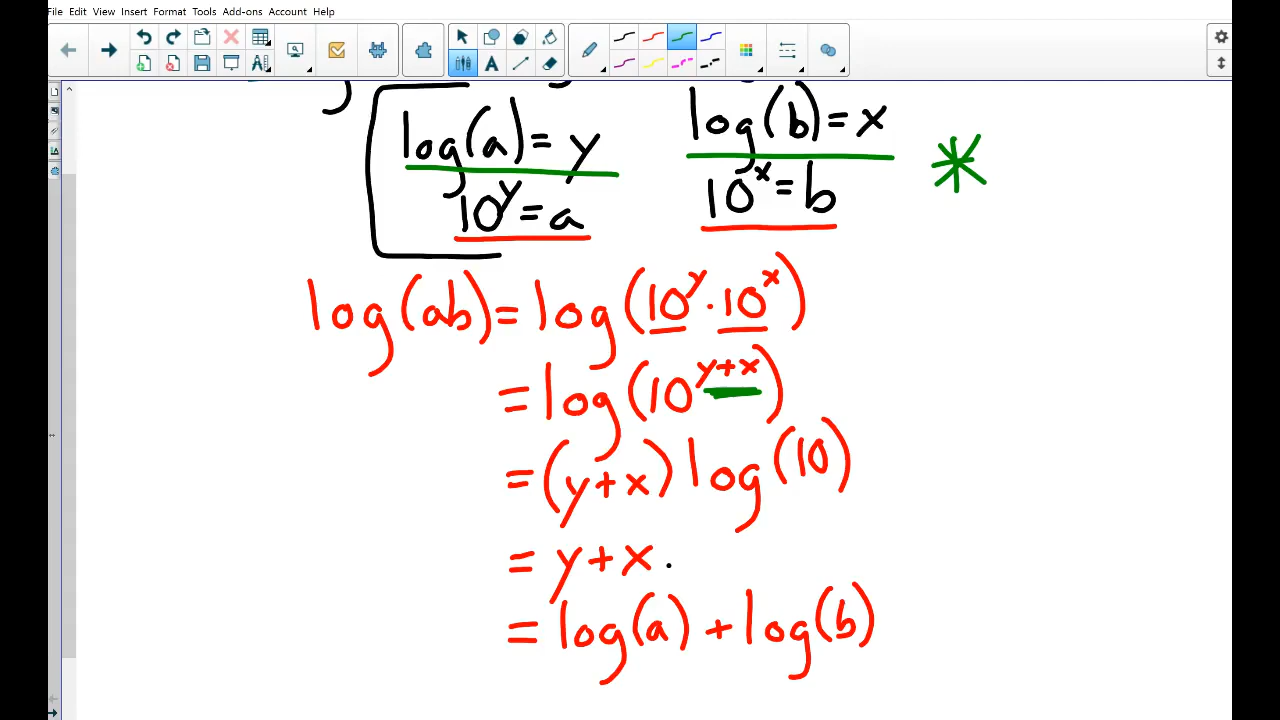 File Edit View Insert Format Tools Add-ons Account Help
log(a) = y log(b) = x
10^y = a 10^x = b
log(ab) = log(10^y · 10^x)
= log(10^{y+x})
= (y+x) log(10)
= y+x
= log(a) + log(b)